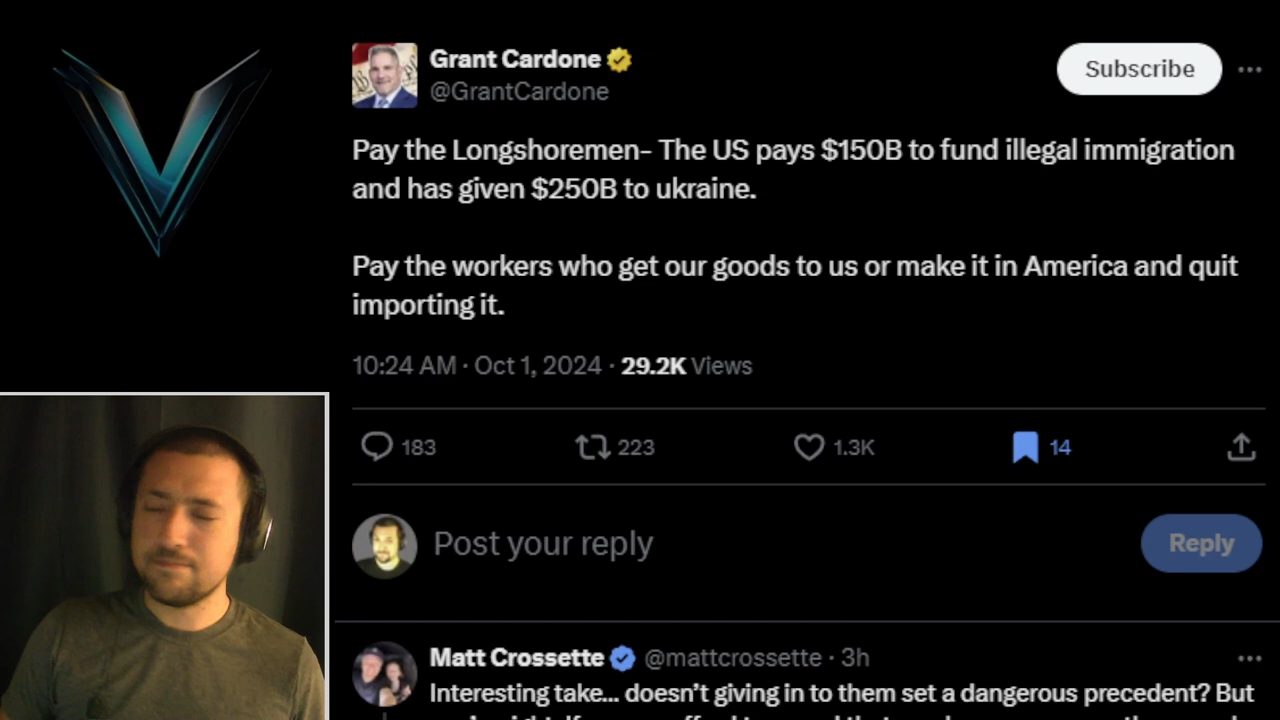 Grant Cardone
@GrantCardone
Subscribe
Pay the Longshoremen- The US pays $150B to fund illegal immigration
and has given $250B to ukraine.
Pay the workers who get our goods to us or make it in America and quit
importing it.
10:24 AM · Oct 1, 2024 · 29.2K Views
183 223 1.3K 14
Post your reply
Reply
Matt Crossette @mattcrossette · 3h
Interesting take... doesn't giving in to them set a dangerous precedent? But